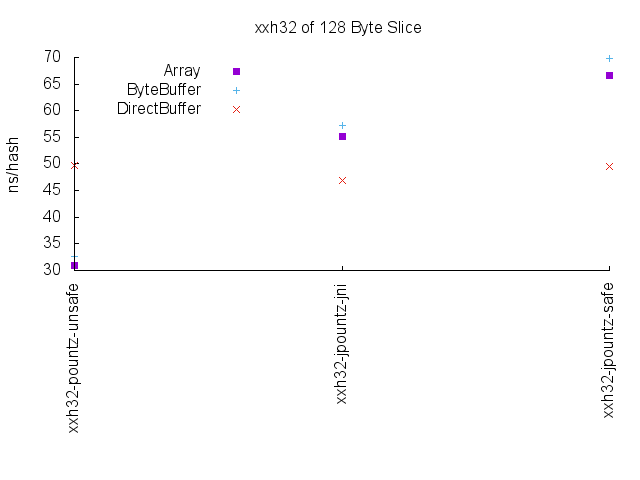 xxh32 of 128 Byte Slice
70
65
60
55
50
45
40
35
30
ns/hash
Array
ByteBuffer
DirectBuffer
xxh32-pountz-unsafe
xxh32-jpountz-jni
xxh32-jpountz-safe